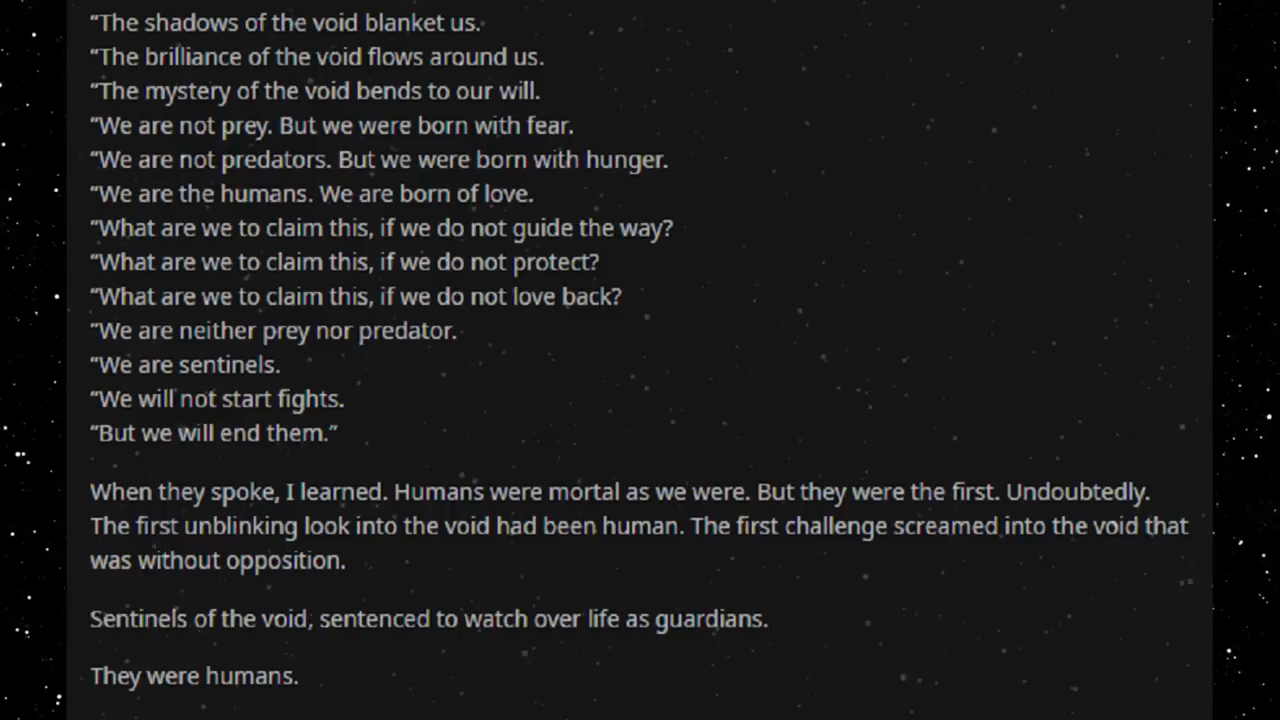 “The shadows of the void blanket us.
“The brilliance of the void flows around us.
“The mystery of the void bends to our will.
“We are not prey. But we were born with fear.
“We are not predators. But we were born with hunger.
“We are the humans. We are born of love.
“What are we to claim this, if we do not guide the way?
“What are we to claim this, if we do not protect?
“What are we to claim this, if we do not love back?
“We are neither prey nor predator.
“We are sentinels.
“We will not start fights.
“But we will end them.”
When they spoke, I learned. Humans were mortal as we were. But they were the first. Undoubtedly.
The first unblinking look into the void had been human. The first challenge screamed into the void that
was without opposition.
Sentinels of the void, sentenced to watch over life as guardians.
They were humans.